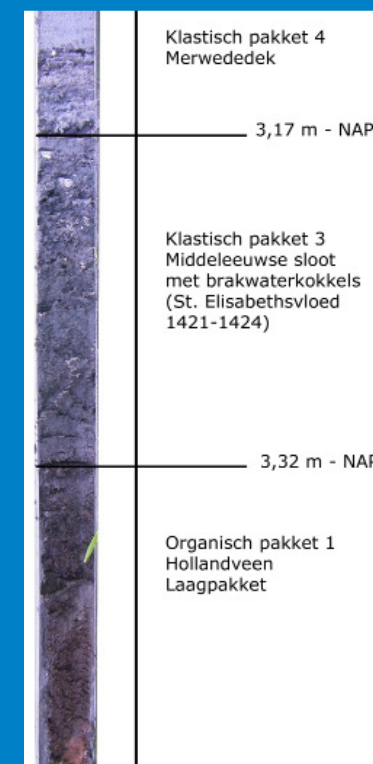 Klastisch pakket 4
Merwededek
3,17 m - NAP
Klastisch pakket 3
Middeleeuwse sloot
met brakwaterkokkels
(St. Elisabethsvloed
1421-1424)
3,32 m - NAP
Organisch pakket 1
Hollandveen
Laagpakket